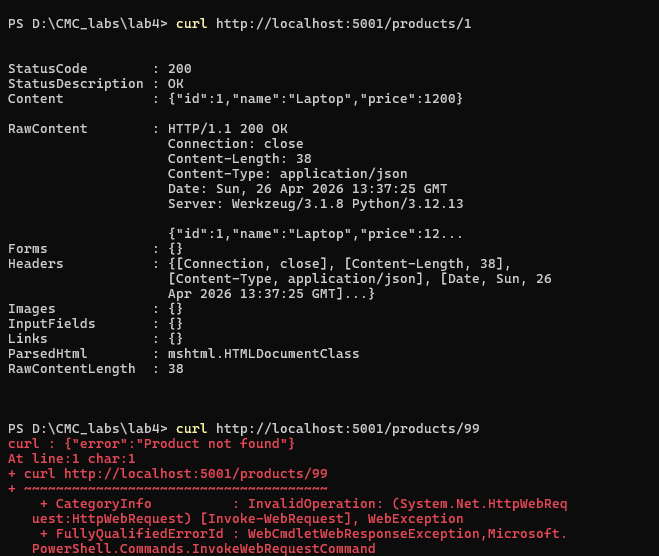 PS D:\CMC_labs\lab4> curl http://localhost:5001/products/1
StatusCode        : 200
StatusDescription : OK
Content           : {"id":1,"name":"Laptop","price":1200}
RawContent        : HTTP/1.1 200 OK
                    Connection: close
                    Content-Length: 38
                    Content-Type: application/json
                    Date: Sun, 26 Apr 2026 13:37:25 GMT
                    Server: Werkzeug/3.1.8 Python/3.12.13
                    {"id":1,"name":"Laptop","price":12...
Forms             : {}
Headers           : {[Connection, close], [Content-Length, 38],
                    [Content-Type, application/json], [Date, Sun, 26
                    Apr 2026 13:37:25 GMT]...}
Images            : {}
InputFields       : {}
Links             : {}
ParsedHtml        : mshtml.HTMLDocumentClass
RawContentLength  : 38
PS D:\CMC_labs\lab4> curl http://localhost:5001/products/99
curl : {"error":"Product not found"}
At line:1 char:1
+ curl http://localhost:5001/products/99
+ ~~~~~~~~~~~~~~~~~~~~~~~~~~~~~~~~~~~~~~
    + CategoryInfo          : InvalidOperation: (System.Net.HttpWebReq
   uest:HttpWebRequest) [Invoke-WebRequest], WebException
    + FullyQualifiedErrorId : WebCmdletWebResponseException,Microsoft.
   PowerShell.Commands.InvokeWebRequestCommand